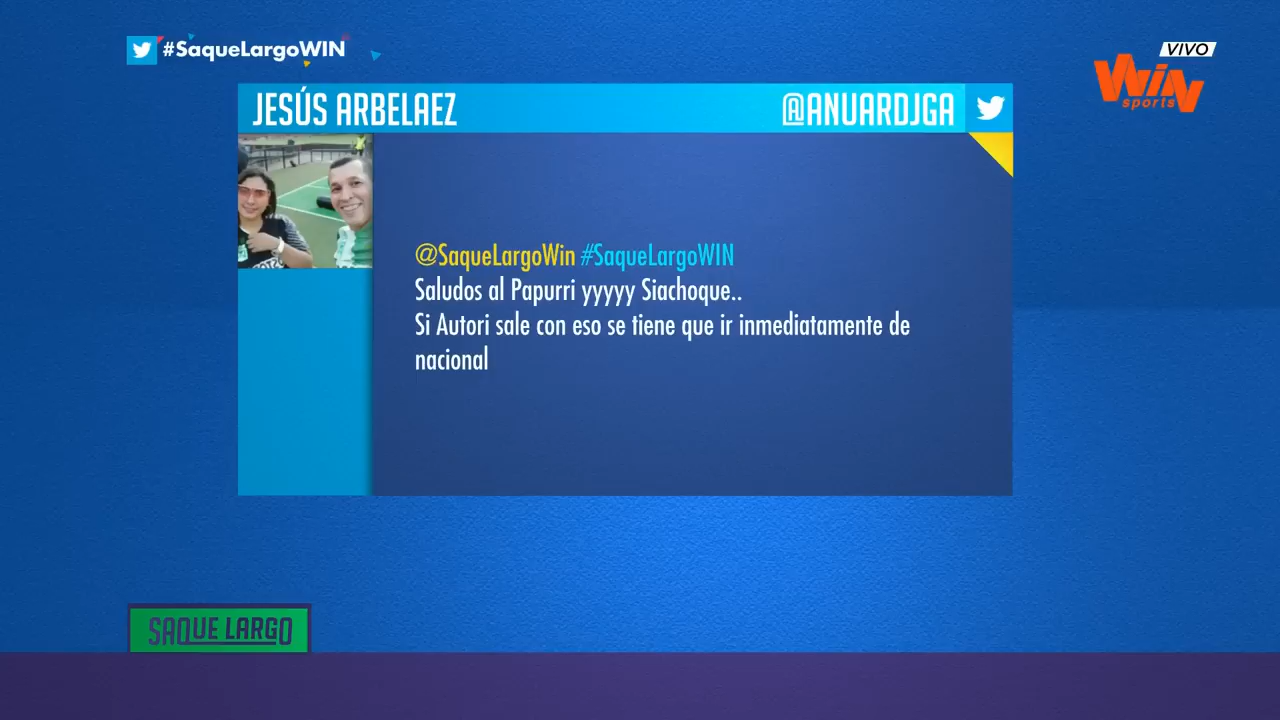 #SaqueLargoWIN
VIVO
WiN
sports
JESÚS ARBELAEZ
@ANUARDJGA
@SaqueLargoWin #SaqueLargoWIN
Saludos al Papurri yyyyy Siachoque..
Si Autori sale con eso se tiene que ir inmediatamente de
nacional
SAQUE LARGO